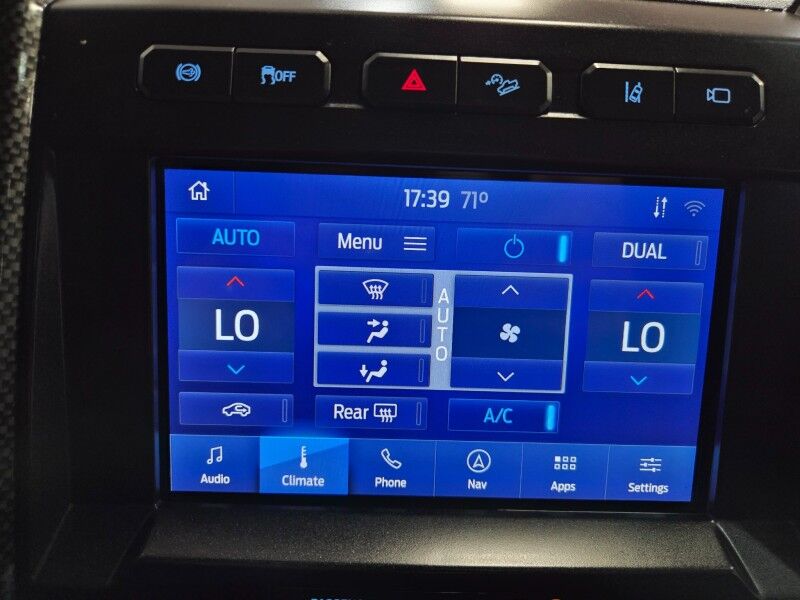 OFF
17:39 71°
AUTO
Menu
DUAL
LO
AUTO
LO
Rear
A/C
Audio
Climate
Phone
Nav
Apps
Settings